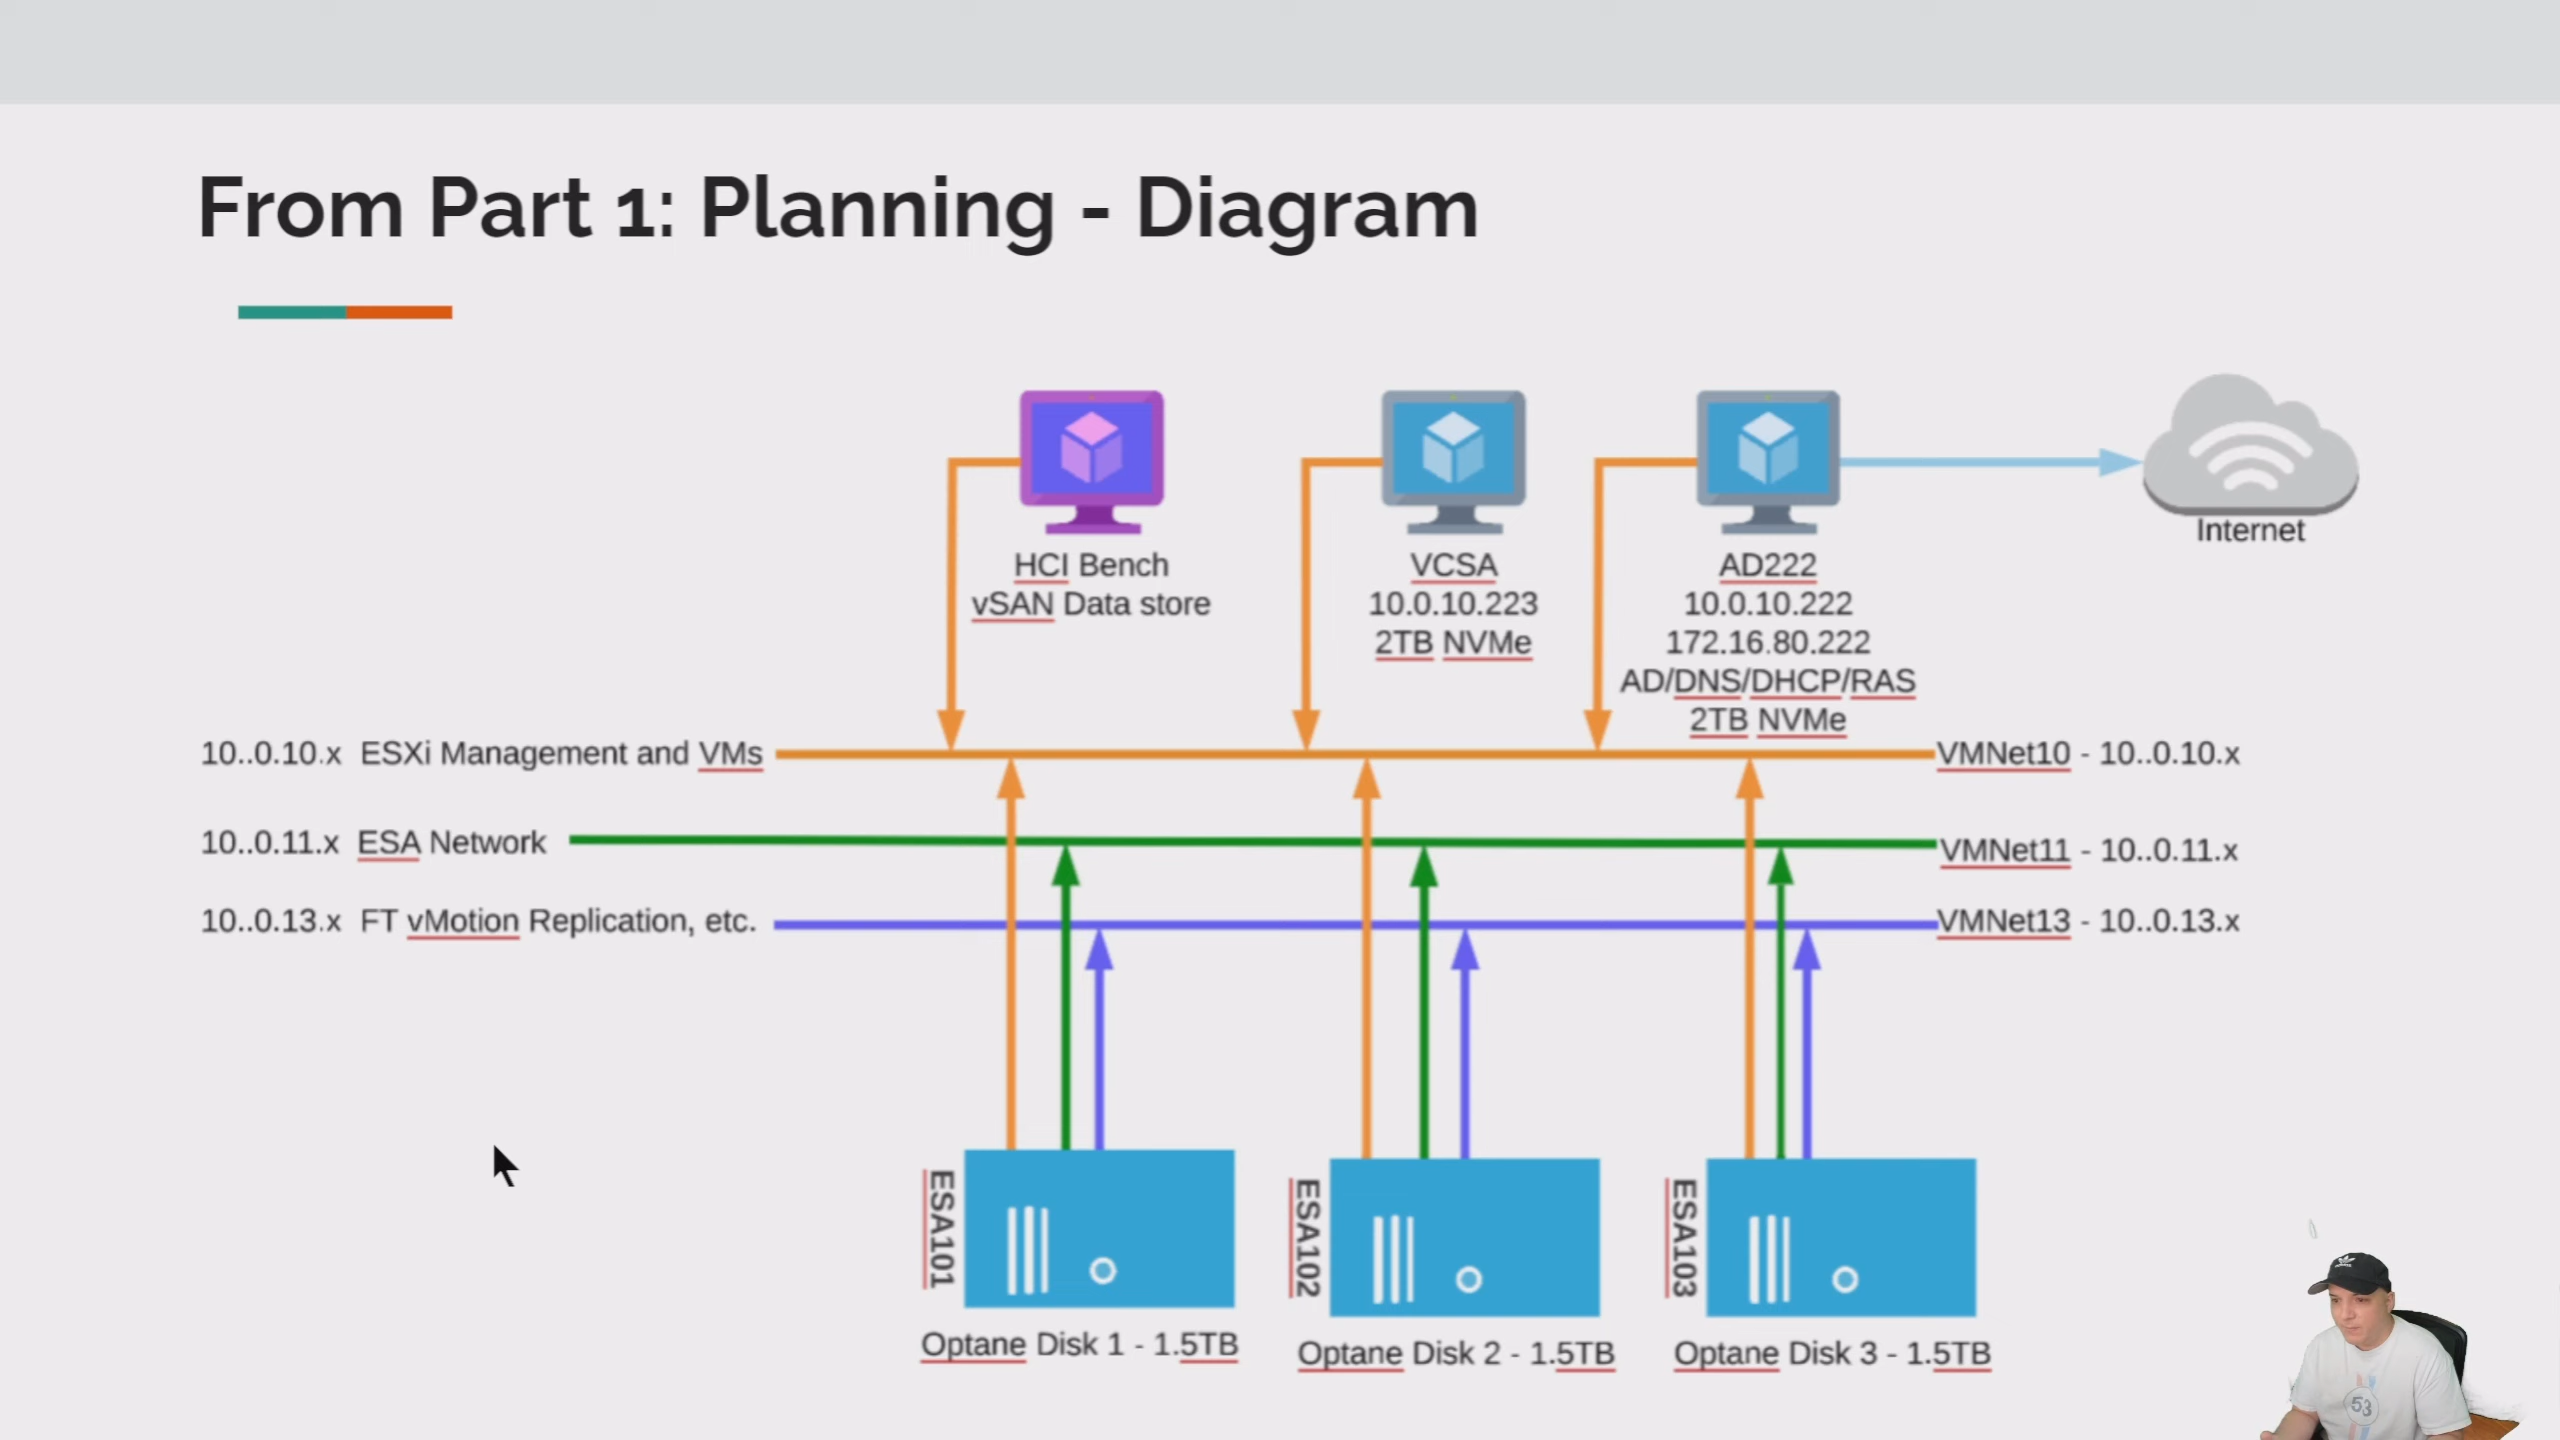 From Part 1: Planning - Diagram
Internet
HCI Bench
vSAN Data store
VCSA
10.0.10.223
2TB NVMe
AD222
10.0.10.222
172.16.80.222
AD/DNS/DHCP/RAS
2TB NVMe
10..0.10.x ESXi Management and VMs
VMNet10 - 10..0.10.x
10..0.11.x ESA Network
VMNet11 - 10..0.11.x
10..0.13.x FT vMotion Replication, etc.
VMNet13 - 10..0.13.x
ESA101
ESA102
ESA103
Optane Disk 1 - 1.5TB
Optane Disk 2 - 1.5TB
Optane Disk 3 - 1.5TB
53